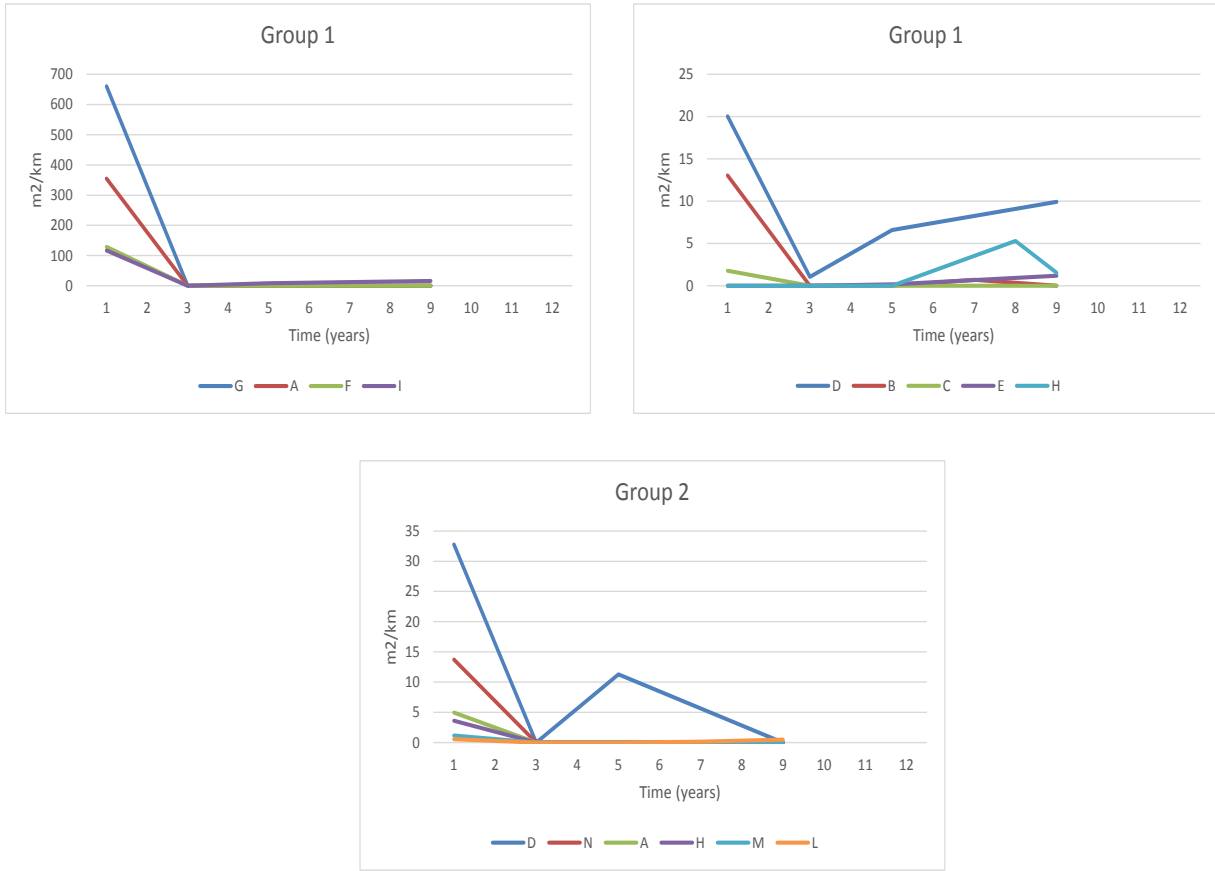 Group 1
700
600
500
400
300
200
100
0
m2/km
1 2 3 4 5 6 7 8 9 10 11 12
Time (years)
G A F I
Group 1
25
20
15
10
5
0
m2/km
1 2 3 4 5 6 7 8 9 10 11 12
Time (years)
D B C E H
Group 2
35
30
25
20
15
10
5
0
m2/km
1 2 3 4 5 6 7 8 9 10 11 12
Time (years)
D N A H M L